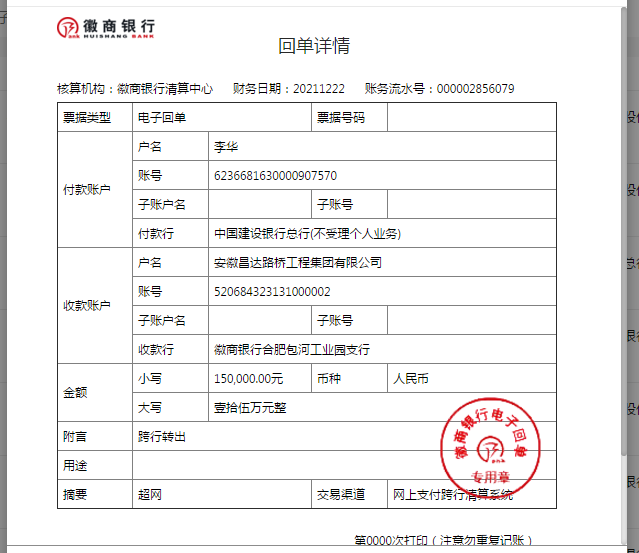 徽商银行
HUISHANG BANK
回单详情
核算机构：徽商银行清算中心 财务日期：20211222 账务流水号：000002856079
票据类型 电子回单 票据号码
付款账户
户名 李华
账号 6236681630000907570
子账户名 子账号
付款行 中国建设银行总行(不受理个人业务)
收款账户
户名 安徽昌达路桥工程集团有限公司
账号 520684323131000002
子账户名 子账号
收款行 徽商银行合肥包河工业园支行
金额
小写 150,000.00元 币种 人民币
大写 壹拾伍万元整
附言 跨行转出
用途
摘要 超网 交易渠道 网上支付跨行清算系统
徽商银行电子回单
专用章
第0000次打印（注意勿重复记账）